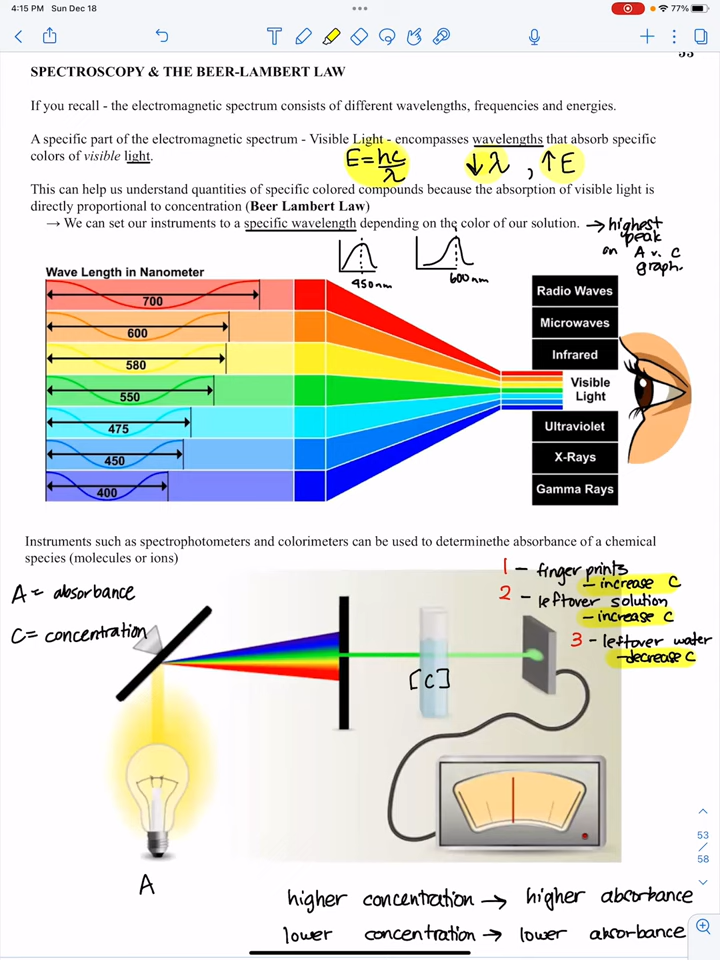 4:15 PM Sun Dec 18
77%
53
SPECTROSCOPY & THE BEER-LAMBERT LAW
If you recall - the electromagnetic spectrum consists of different wavelengths, frequencies and energies.
A specific part of the electromagnetic spectrum - Visible Light - encompasses wavelengths that absorb specific
colors of visible light.
E = hc/λ
↓λ, ↑E
This can help us understand quantities of specific colored compounds because the absorption of visible light is
directly proportional to concentration (Beer Lambert Law)
→ We can set our instruments to a specific wavelength depending on the color of our solution.
→ highest
peak
on A v. C
graph.
450nm
600nm
Wave Length in Nanometer
700
600
580
550
475
450
400
Radio Waves
Microwaves
Infrared
Visible
Light
Ultraviolet
X-Rays
Gamma Rays
Instruments such as spectrophotometers and colorimeters can be used to determinethe absorbance of a chemical
species (molecules or ions)
A = absorbance
C = concentration
1 - finger prints
- increase C
2 - leftover solution
- increase C
3 - leftover water
- decrease C
[C]
A
higher concentration → higher absorbance
lower concentration → lower absorbance
53
/
58